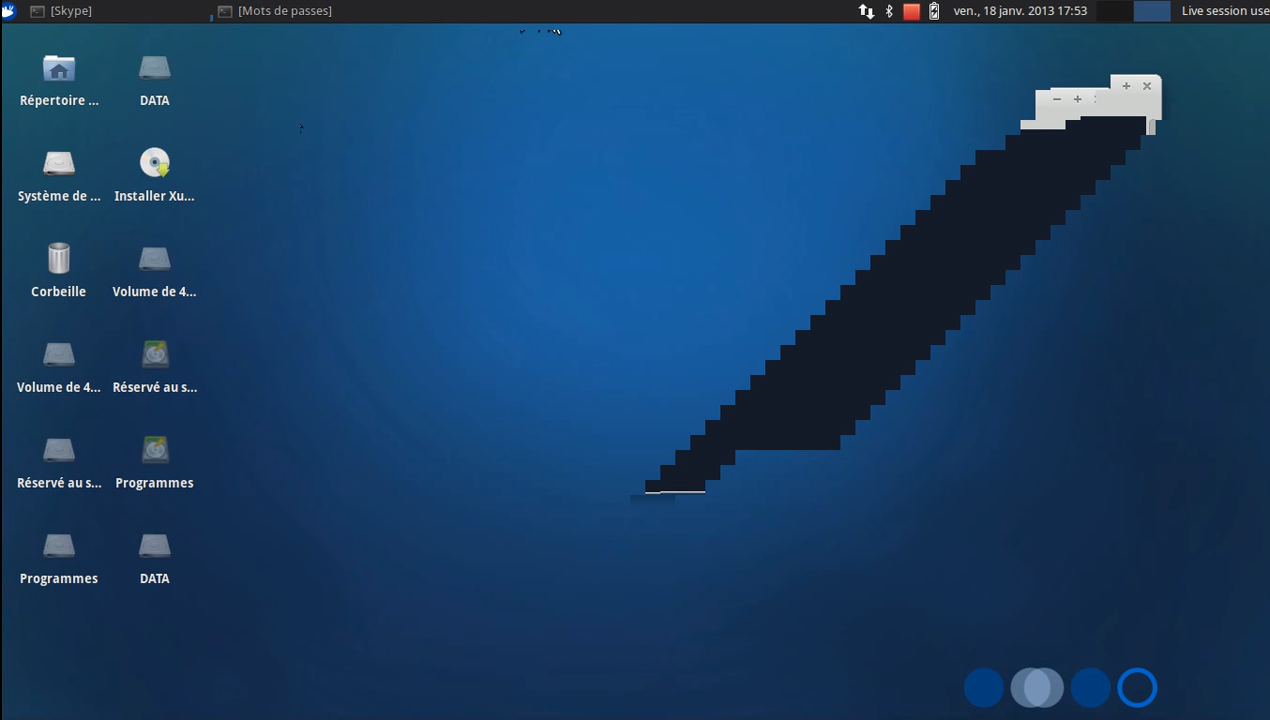 [Skype] [Mots de passes] ven., 18 janv. 2013 17:53 Live session use
Répertoire ... DATA
Système de ... Installer Xu...
Corbeille Volume de 4...
Volume de 4... Réservé au s...
Réservé au s... Programmes
Programmes DATA